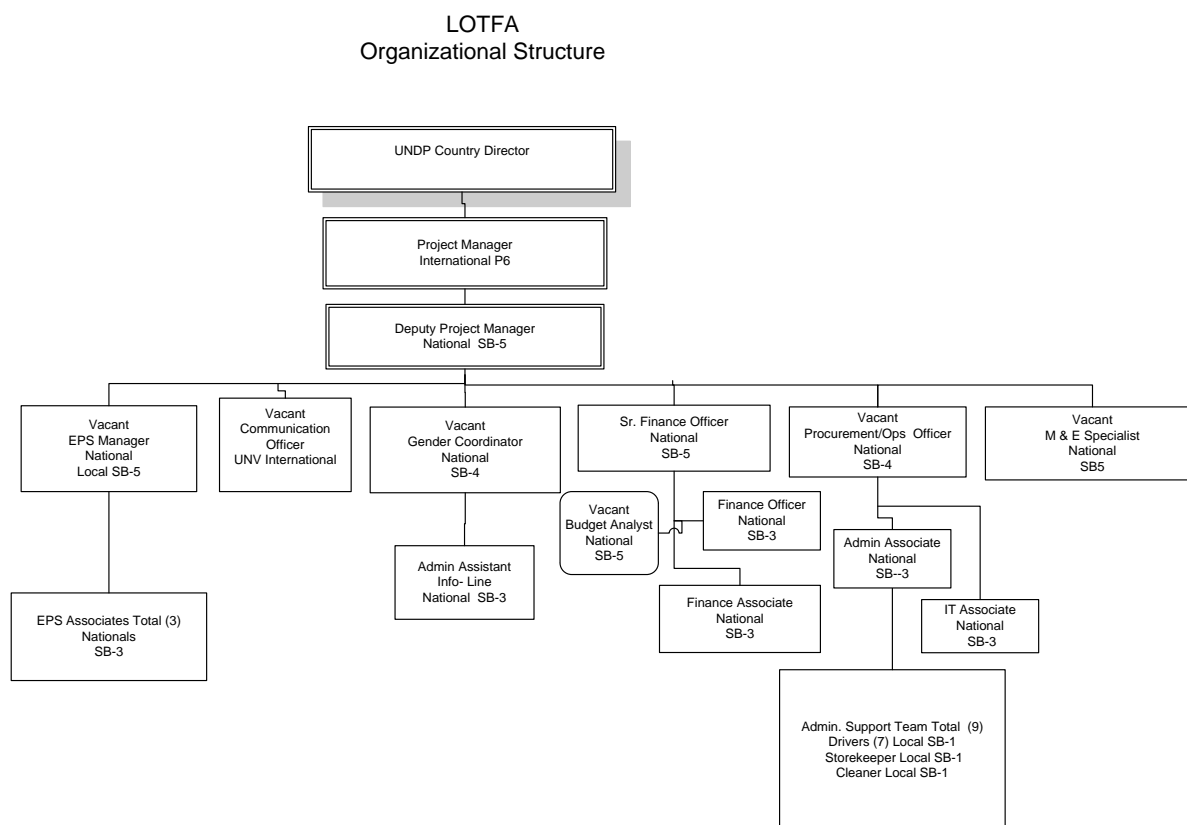 LOTFA
Organizational Structure
UNDP Country Director
Project Manager
International P6
Deputy Project Manager
National SB-5
Vacant
EPS Manager
National
Local SB-5
Vacant
Communication
Officer
UNV International
Vacant
Gender Coordinator
National
SB-4
Sr. Finance Officer
National
SB-5
Vacant
Procurement/Ops Officer
National
SB-4
Vacant
M & E Specialist
National
SB5
Vacant
Budget Analyst
National
SB-5
Finance Officer
National
SB-3
Admin Associate
National
SB--3
Admin Assistant
Info- Line
National SB-3
Finance Associate
National
SB-3
IT Associate
National
SB-3
EPS Associates Total (3)
Nationals
SB-3
Admin. Support Team Total (9)
Drivers (7) Local SB-1
Storekeeper Local SB-1
Cleaner Local SB-1